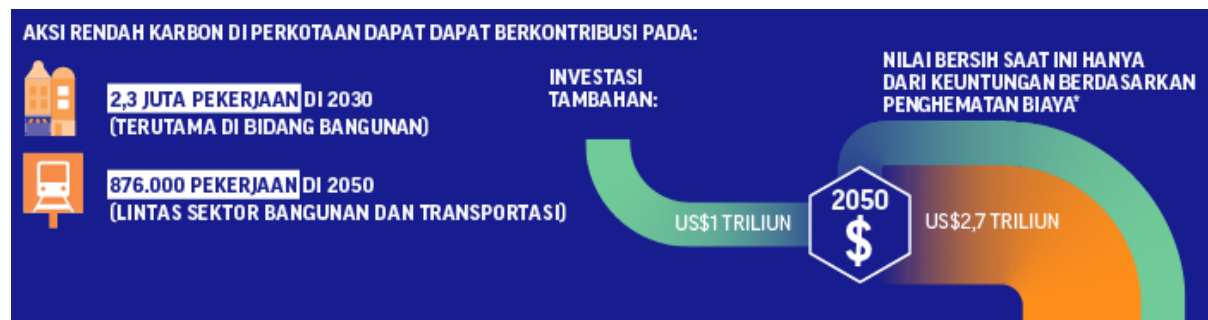 AKSI RENDAH KARBON DI PERKOTAAN DAPAT DAPAT BERKONTRIBUSI PADA:
2,3 JUTA PEKERJAAN DI 2030
(TERUTAMA DI BIDANG BANGUNAN)
876.000 PEKERJAAN DI 2050
(LINTAS SEKTOR BANGUNAN DAN TRANSPORTASI)
INVESTASI
TAMBAHAN:
US$1 TRILIUN
2050
$
NILAI BERSIH SAAT INI HANYA
DARI KEUNTUNGAN BERDASARKAN
PENGHEMATAN BIAYA*
US$2,7 TRILIUN